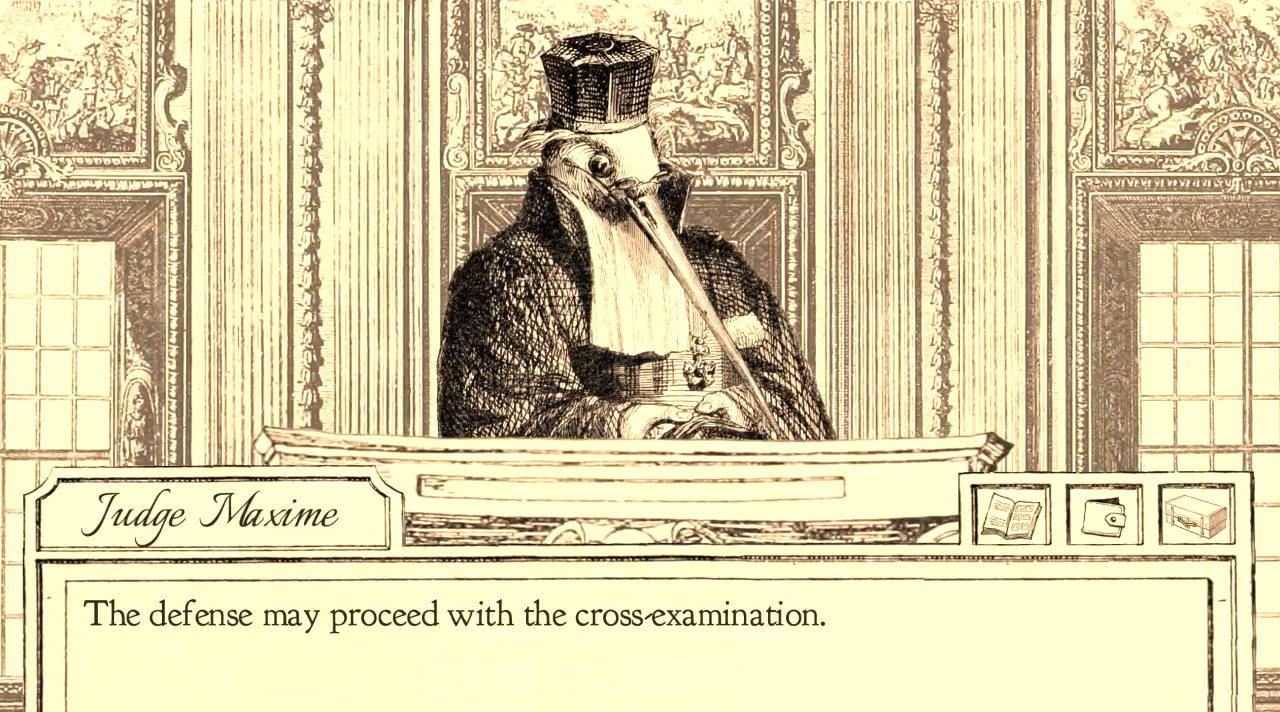 Judge Maxime
The defense may proceed with the cross-examination.